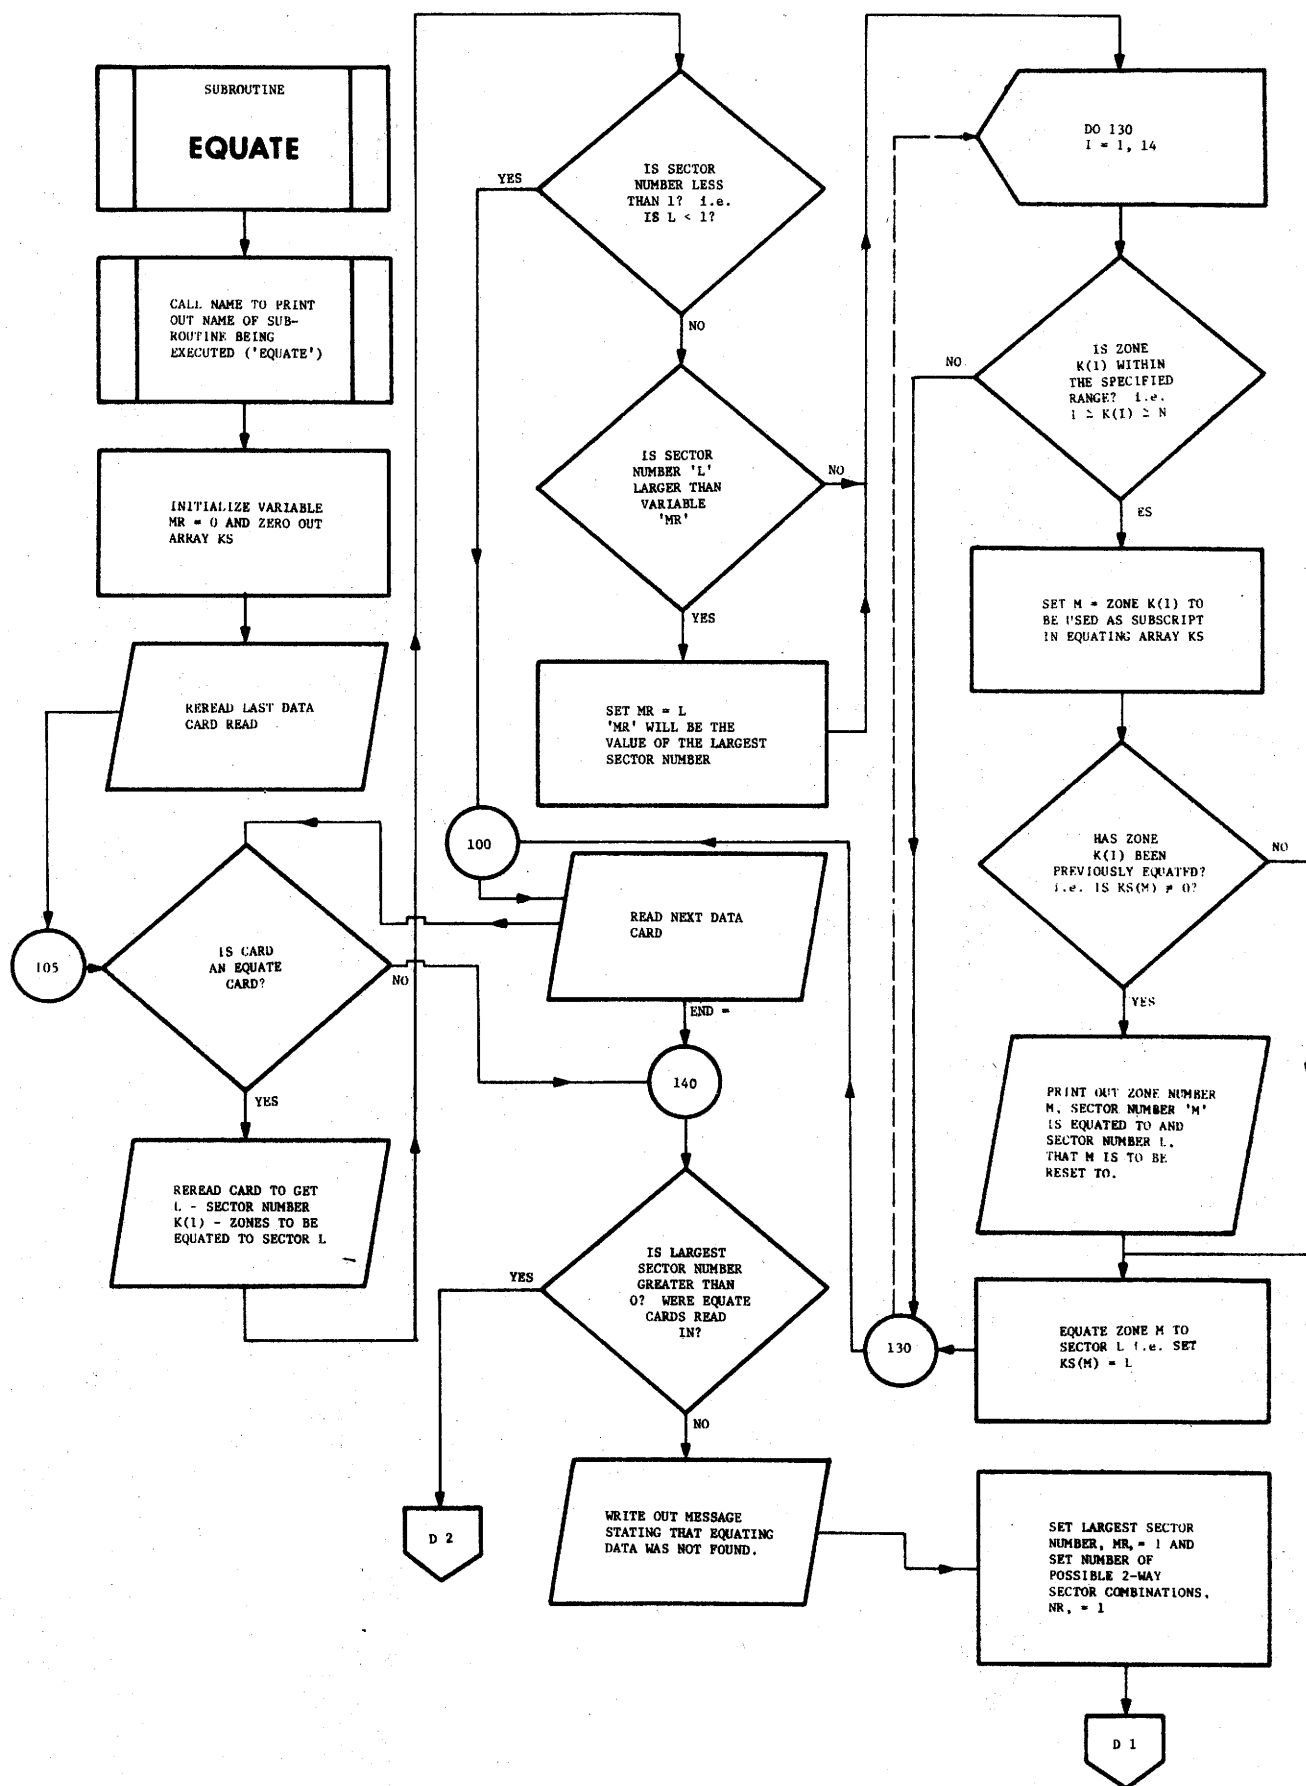 SUBROUTINE
EQUATE
CALL NAME TO PRINT
OUT NAME OF SUB-
ROUTINE BEING
EXECUTED ('EQUATE')
INITIALIZE VARIABLE
MR = 0 AND ZERO OUT
ARRAY KS
REREAD LAST DATA
CARD READ
105
IS CARD
AN EQUATE
CARD?
NO
YES
REREAD CARD TO GET
L - SECTOR NUMBER
K(I) - ZONES TO BE
EQUATED TO SECTOR L
IS SECTOR
NUMBER LESS
THAN 1? i.e.
IS L < 1?
YES
NO
IS SECTOR
NUMBER 'L'
LARGER THAN
VARIABLE
'MR'
NO
YES
SET MR = L
'MR' WILL BE THE
VALUE OF THE LARGEST
SECTOR NUMBER
100
READ NEXT DATA
CARD
END =
140
IS LARGEST
SECTOR NUMBER
GREATER THAN
0? WERE EQUATE
CARDS READ
IN?
YES
NO
D 2
WRITE OUT MESSAGE
STATING THAT EQUATING
DATA WAS NOT FOUND.
DO 130
I = 1, 14
IS ZONE
K(I) WITHIN
THE SPECIFIED
RANGE? i.e.
1 ≥ K(I) ≥ N
NO
ES
SET M = ZONE K(I) TO
BE USED AS SUBSCRIPT
IN EQUATING ARRAY KS
HAS ZONE
K(I) BEEN
PREVIOUSLY EQUATED?
i.e. IS KS(M) ≠ 0?
NO
YES
PRINT OUT ZONE NUMBER
M, SECTOR NUMBER 'M'
IS EQUATED TO AND
SECTOR NUMBER L,
THAT M IS TO BE
RESET TO.
EQUATE ZONE M TO
SECTOR L i.e. SET
KS(M) = L
130
SET LARGEST SECTOR
NUMBER, MR, = 1 AND
SET NUMBER OF
POSSIBLE 2-WAY
SECTOR COMBINATIONS,
NR, = 1
D 1